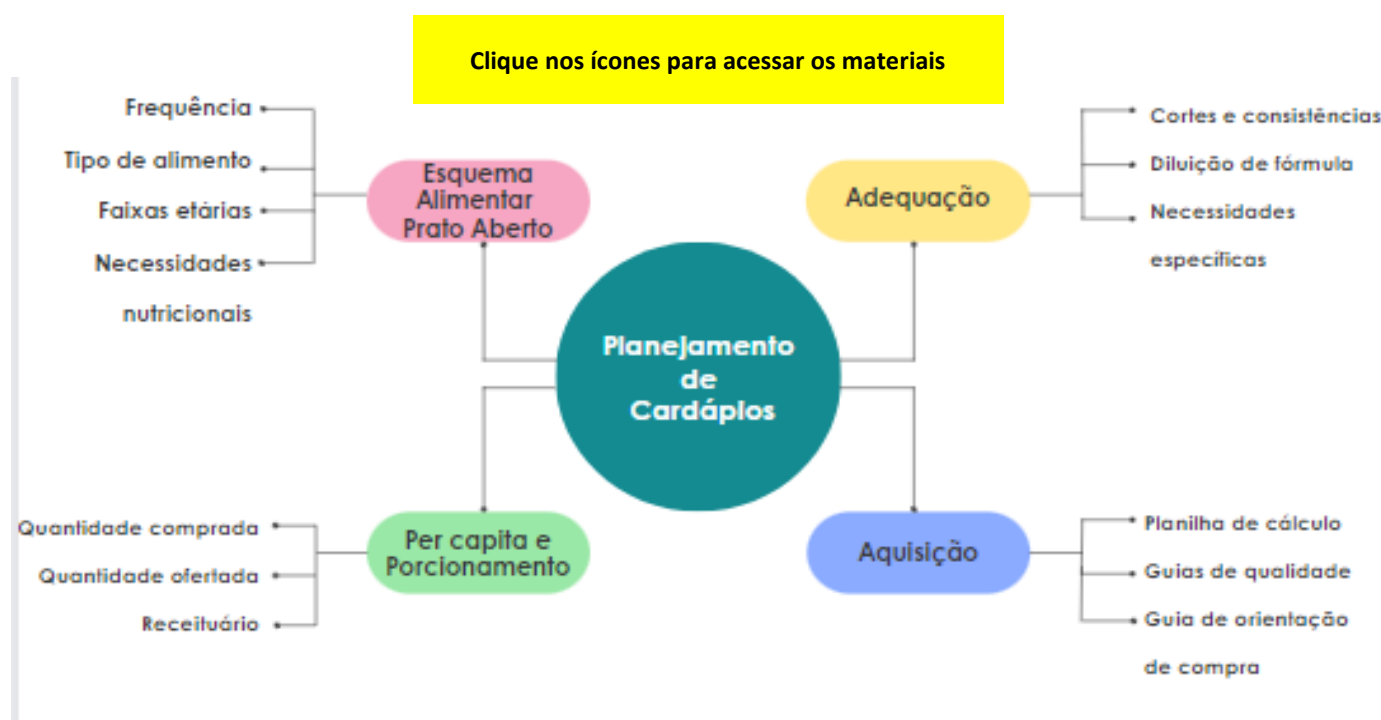 Clique nos ícones para acessar os materiais
Frequência
Tipo de alimento
Faixas etárias
Necessidades
nutricionais
Esquema
Alimentar
Prato Aberto
Adequação
Cortes e consistências
Diluição de fórmula
Necessidades
específicas
Planejamento
de
Cardápios
Quantidade comprada
Quantidade ofertada
Receituário
Per capita e
Porcionamento
Aquisição
Planilha de cálculo
Guias de qualidade
Guia de orientação
de compra